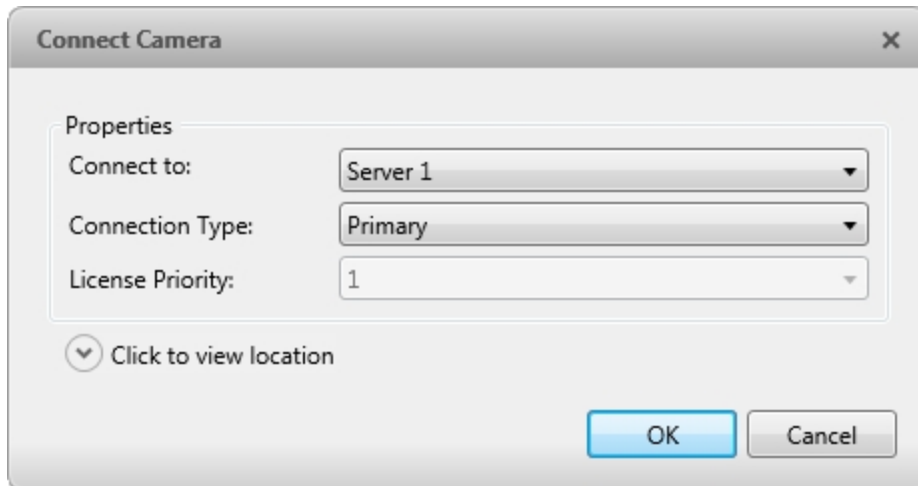 Connect Camera
Properties
Connect to: Server 1
Connection Type: Primary
License Priority: 1
Click to view location
OK Cancel